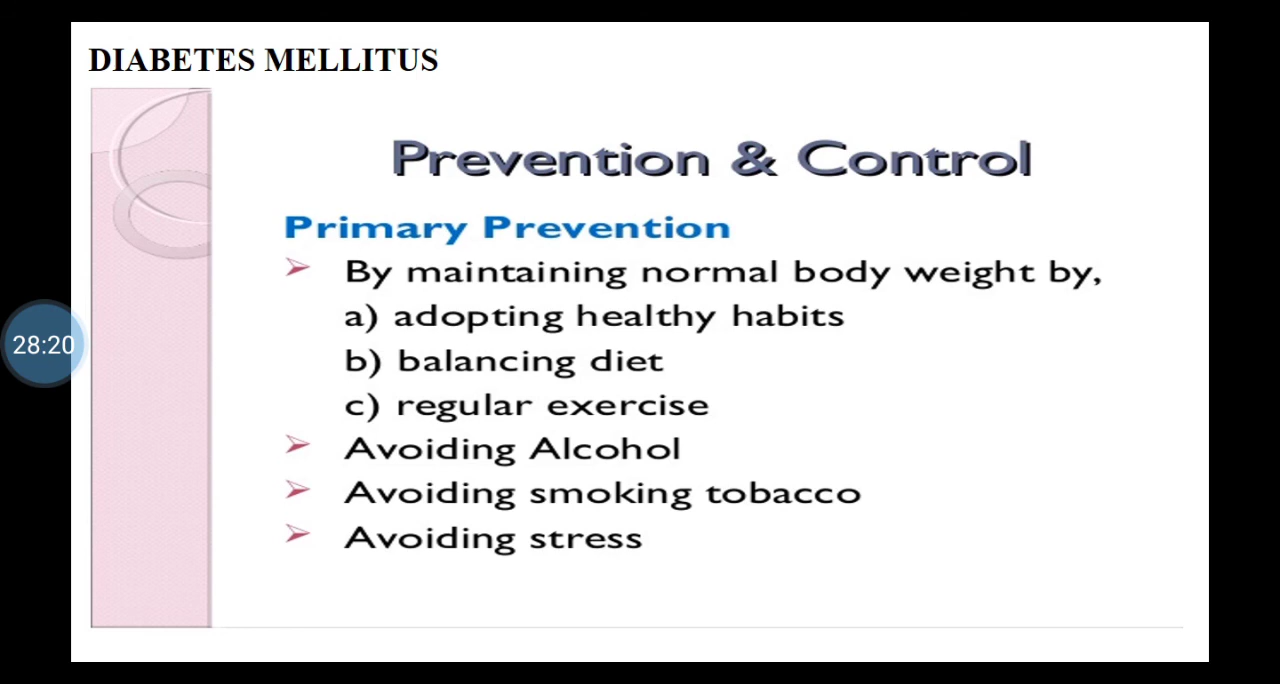 DIABETES MELLITUS
Prevention & Control
Primary Prevention
➢ By maintaining normal body weight by,
a) adopting healthy habits
b) balancing diet
c) regular exercise
➢ Avoiding Alcohol
➢ Avoiding smoking tobacco
➢ Avoiding stress
28:20